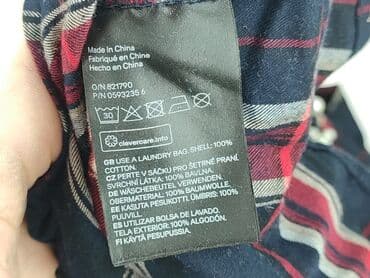 Made in China
Fabriqué en Chine
Hecho en China
O/N 821790
P/N 0593235 6
30
clevercare.info
GB USE A LAUNDRY BAG. SHELL: 100%
COTTON.
CZ PERTE V SÁČKU PRO ŠETRNÉ PRANÍ.
SVRCHNÍ LÁTKA: 100% BAVLNA
DE WÄSCHEBEUTEL VERWENDEN.
OBERMATERIAL: 100% BAUMWOLLE
EE KASUTA PESUKOTTI. ÜMBRIS: 100%
PUUVILL.
ES UTILIZAR BOLSA DE LAVADO.
TELA EXTERIOR: 100% ALGODÓN.
FI KÄYTÄ PESUPUSSIA.